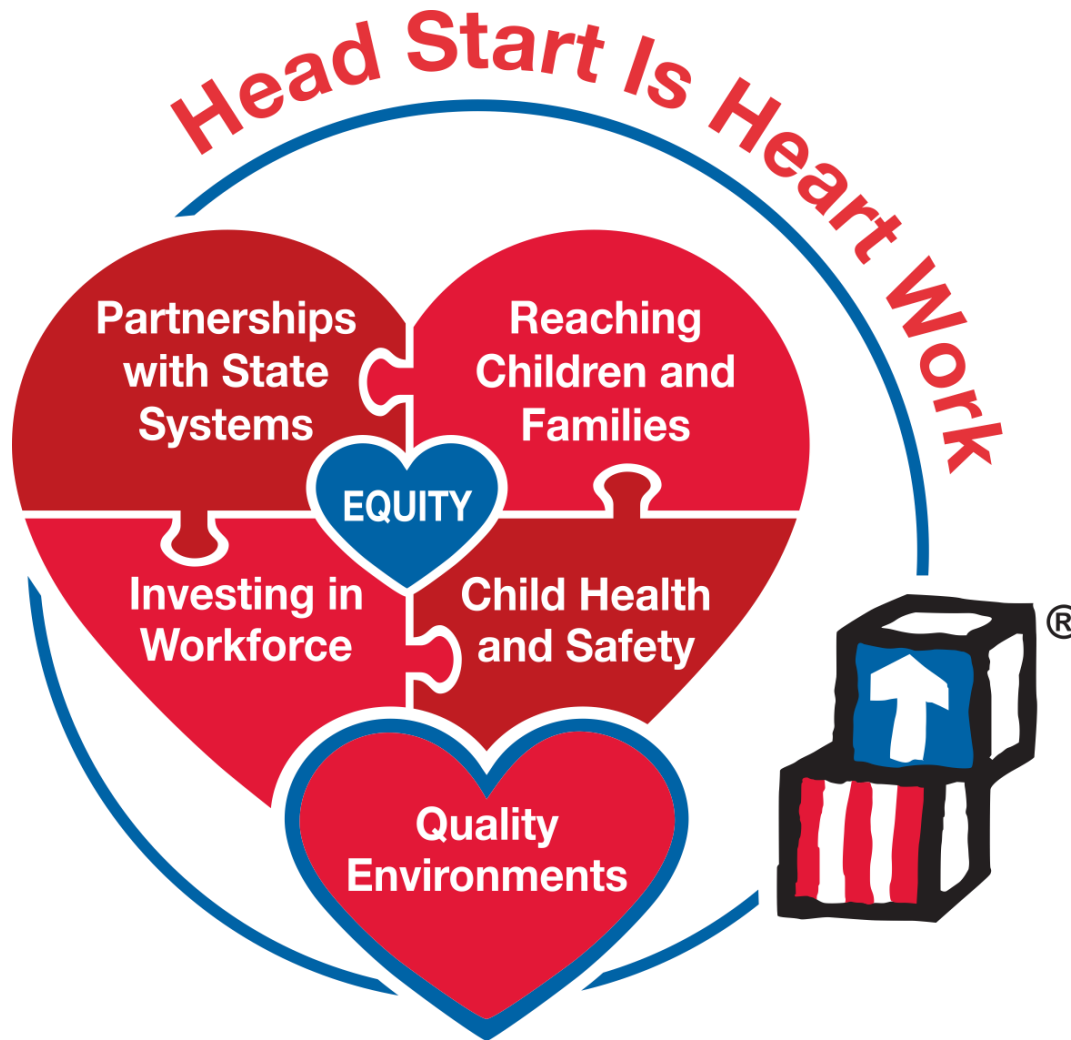 Head Start Is Heart Work
Partnerships
with State
Systems
Reaching
Children and
Families
EQUITY
Investing in
Workforce
Child Health
and Safety
Quality
Environments
®